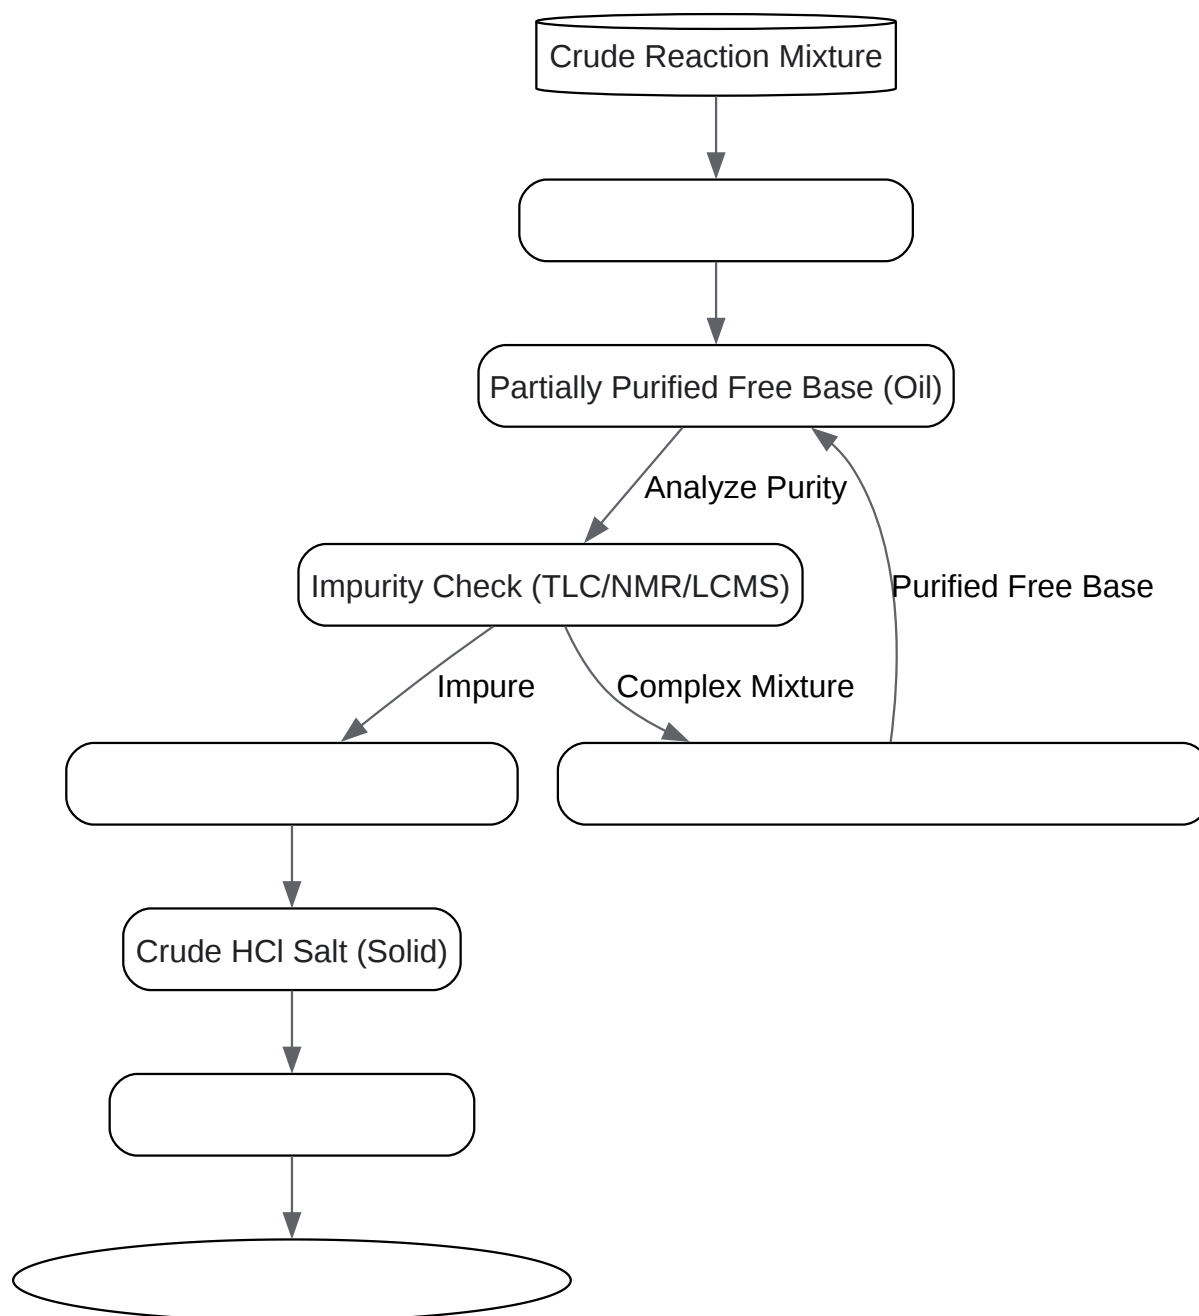 Crude Reaction Mixture
Partially Purified Free Base (Oil)
Analyze Purity
Impurity Check (TLC/NMR/LCMS)
Purified Free Base
Impure
Complex Mixture
Crude HCl Salt (Solid)